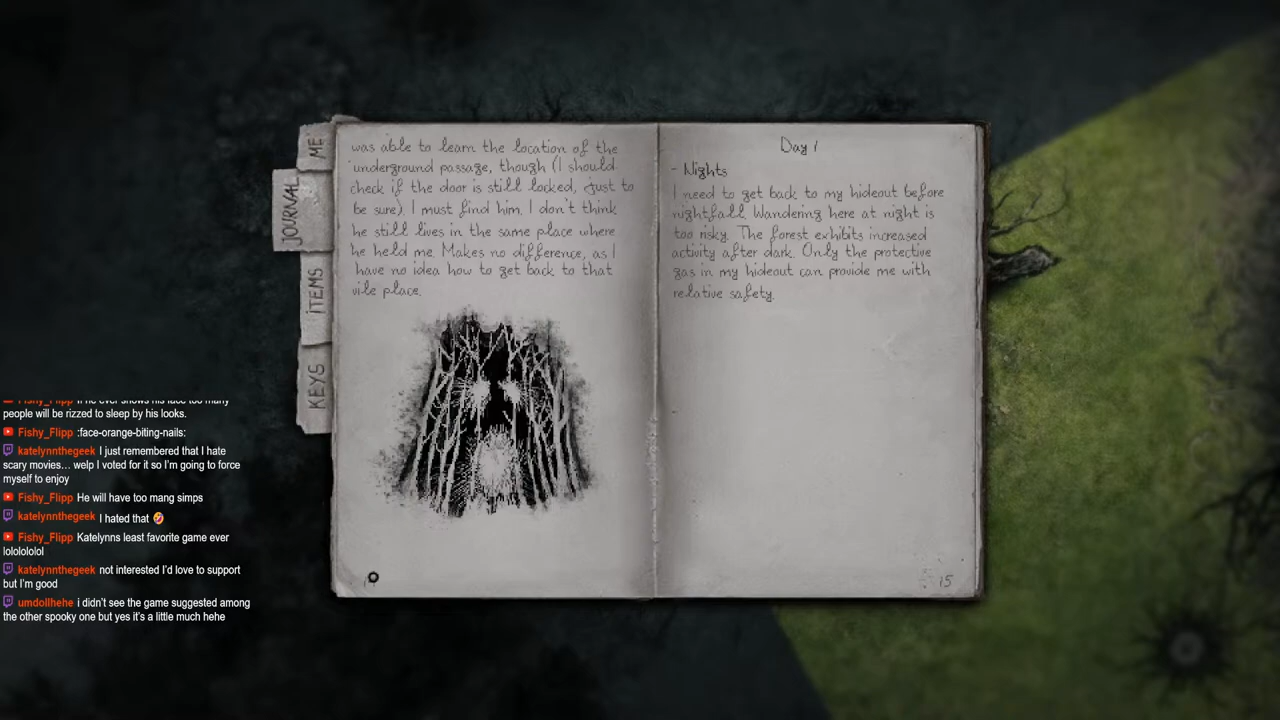 was able to learn the location of the
underground passage, though (I should
check if the door is still locked, just to
be sure). I must find him. I don't think
he still lives in the same place where
he held me. Makes no difference, as I
have no idea how to get back to that
vile place.
Day 1
- Nights
I need to get back to my hideout before
nightfall. Wandering here at night is
too risky. The forest exhibits increased
activity after dark. Only the protective
gas in my hideout can provide me with
relative safety.
15
ME
JOURNAL
ITEMS
KEYS
Fishy_Flipp If he ever shows his face too many
people will be rizzed to sleep by his looks.
Fishy_Flipp :face-orange-biting-nails:
katelynnthegeek I just remembered that I hate
scary movies… welp I voted for it so I'm going to force
myself to enjoy
Fishy_Flipp He will have too mang simps
katelynnthegeek I hated that 🤣
Fishy_Flipp Katelynns least favorite game ever
lolololol
katelynnthegeek not interested I'd love to support
but I'm good
umdollhehe i didn't see the game suggested among
the other spooky one but yes it's a little much hehe